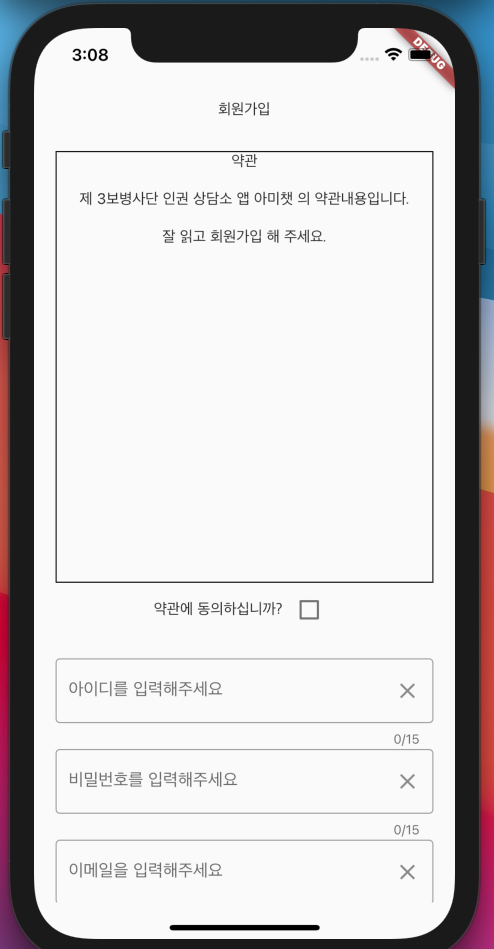 3:08
DEBUG
회원가입
약관
제 3보병사단 인권 상담소 앱 아미챗 의 약관내용입니다.
잘 읽고 회원가입 해 주세요.
약관에 동의하십니까?
아이디를 입력해주세요
0/15
비밀번호를 입력해주세요
0/15
이메일을 입력해주세요